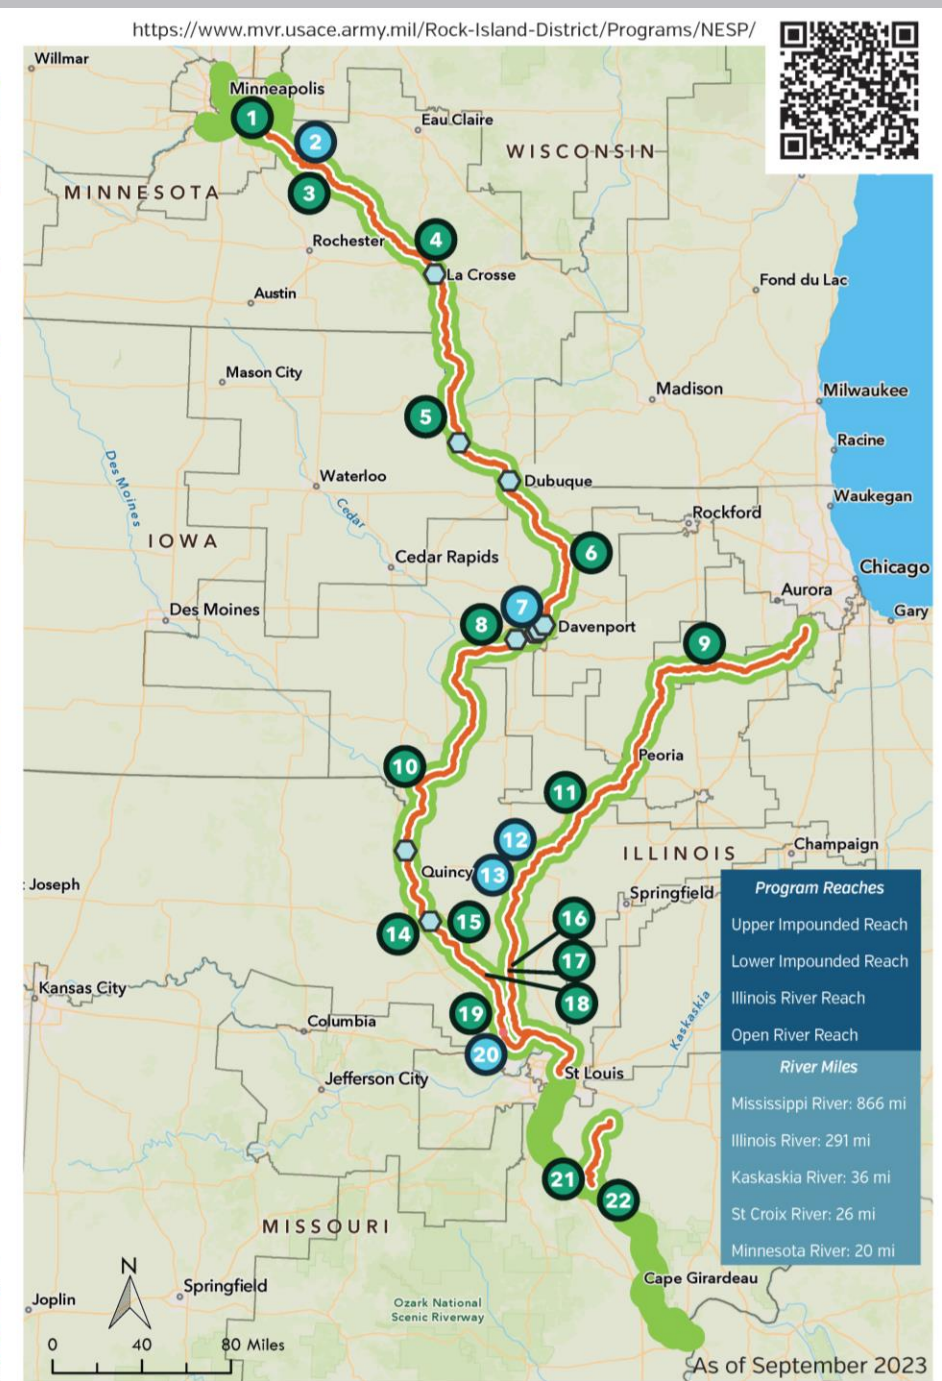 https://www.mvr.usace.army.mil/Rock-Island-District/Programs/NESP/
Willmar
Minneapolis
1
Eau Claire
2
WISCONSIN
MINNESOTA
3
Rochester
4
La Crosse
Fond du Lac
Austin
Mason City
Madison
Milwaukee
5
Racine
Des Moines
Waterloo
Dubuque
Waukegan
Cedar
Rockford
IOWA
6
Cedar Rapids
Chicago
Aurora
Des Moines
7
Gary
8
Davenport
9
Peoria
10
11
12
Champaign
ILLINOIS
Quincy
13
: Joseph
Springfield
Program Reaches
14
15
16
Upper Impounded Reach
17
Lower Impounded Reach
Kansas City
18
Illinois River Reach
19
Columbia
Kaskaskia
Open River Reach
20
River Miles
Jefferson City
St Louis
Mississippi River: 866 mi
Illinois River: 291 mi
21
Kaskaskia River: 36 mi
22
St Croix River: 26 mi
MISSOURI
Minnesota River: 20 mi
N
Springfield
Cape Girardeau
Joplin
Ozark National
Scenic Riverway
0 40 80 Miles
As of September 2023